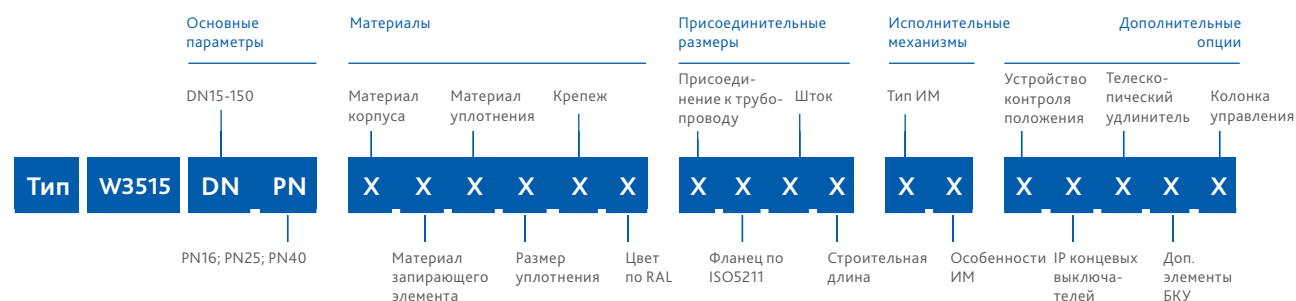 Основные
параметры
Материалы
Присоединительные
размеры
Исполнительные
механизмы
Дополнительные
опции
DN15-150
Материал
корпуса
Материал
уплотнения
Крепеж
Присоеди-
нение к трубо-
проводу
Шток
Тип ИМ
Устройство
контроля
положения
Телеско-
пический
удлинитель
Колонка
управления
Тип W3515 DN PN X X X X X X X X X X X X X X X X X
PN16; PN25; PN40
Материал
запирающего
элемента
Размер
уплотнения
Цвет
по RAL
Фланец по
ISO5211
Строительная
длина
Особенности
ИМ
IP концевых
выключа-
телей
Доп.
элементы
БКУ